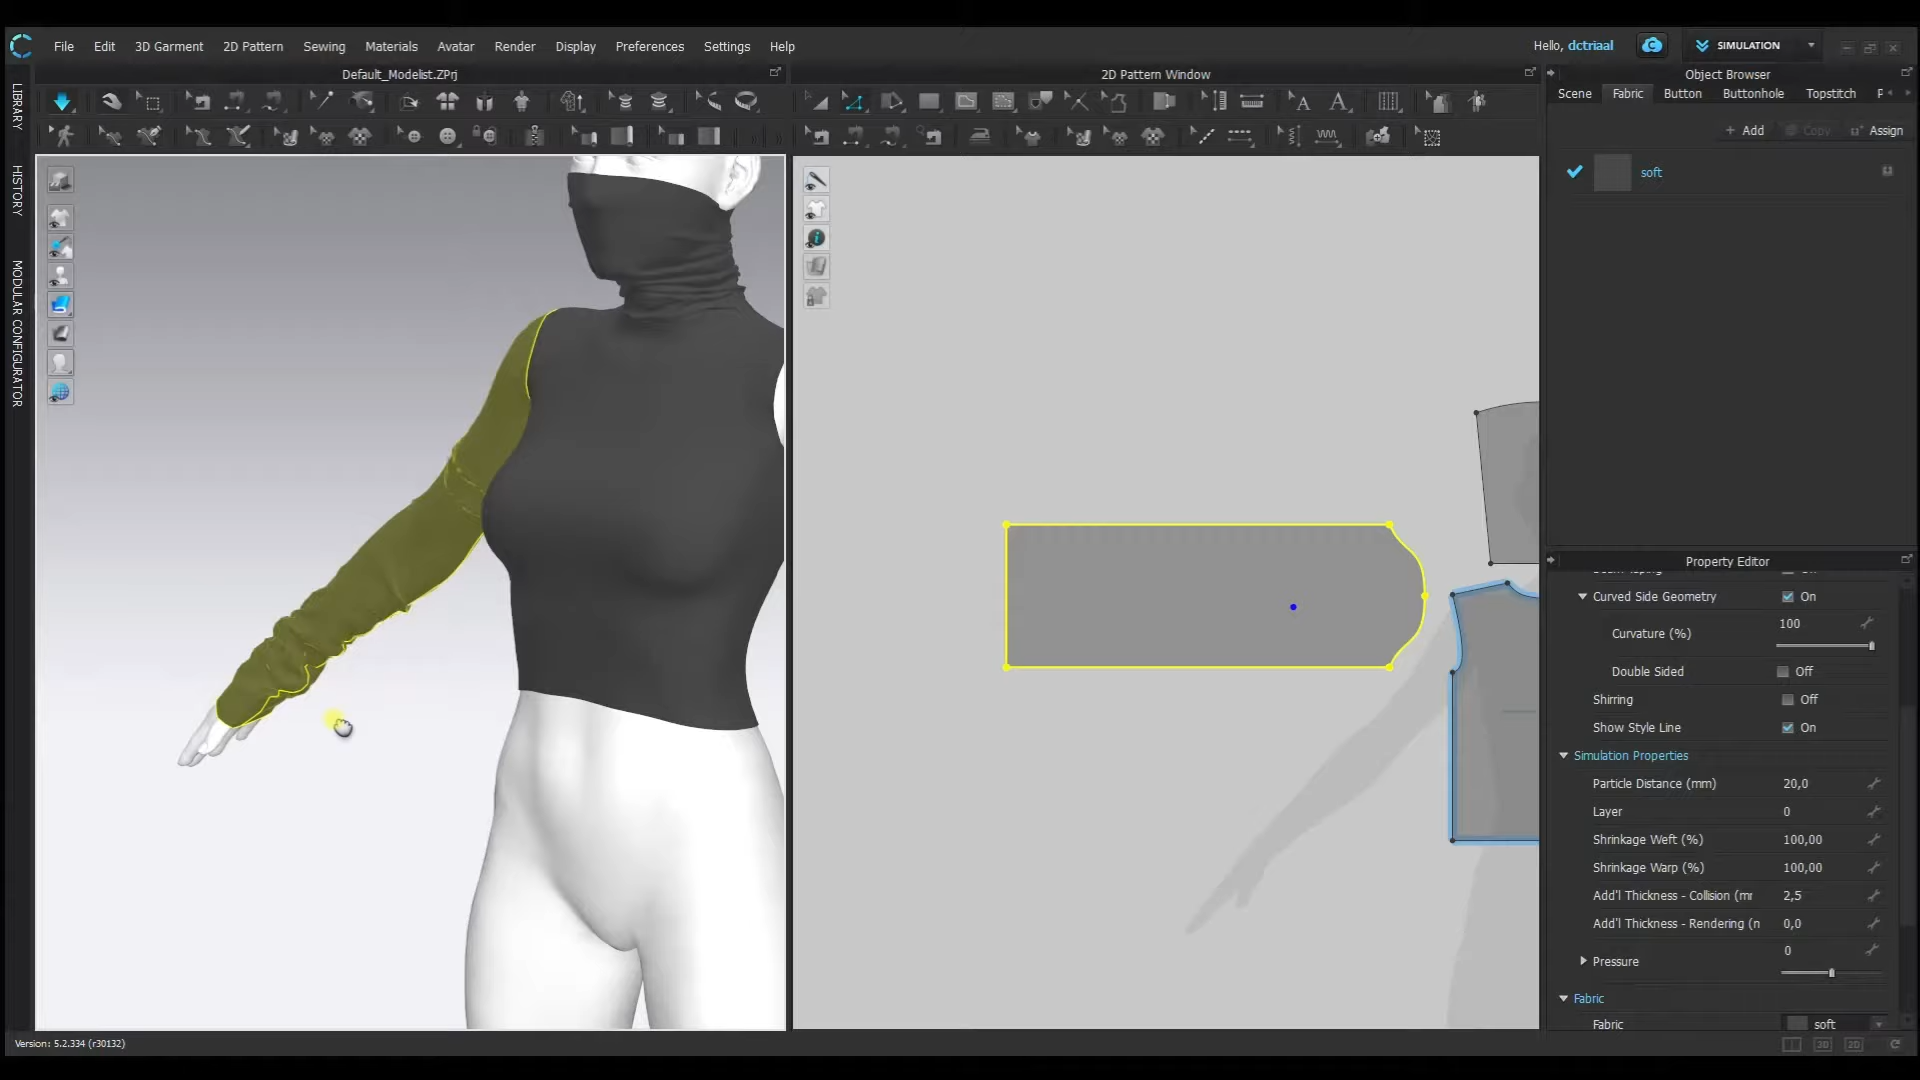 File Edit 3D Garment 2D Pattern Sewing Materials Avatar Render Display Preferences Settings Help
Hello, dctriaal
SIMULATION
Default_Modelist.ZPrj
2D Pattern Window
Object Browser
LIBRARY
HISTORY
MODULAR CONFIGURATOR
Scene Fabric Button Buttonhole Topstitch P
+ Add Copy Assign
soft
Property Editor
Curved Side Geometry On
Curvature (%) 100
Double Sided Off
Shirring Off
Show Style Line On
Simulation Properties
Particle Distance (mm) 20,0
Layer 0
Shrinkage Weft (%) 100,00
Shrinkage Warp (%) 100,00
Add'l Thickness - Collision (mr 2,5
Add'l Thickness - Rendering (n 0,0
Pressure 0
Fabric
Fabric soft
Version: 5.2.334 (r30132)
3D 2D